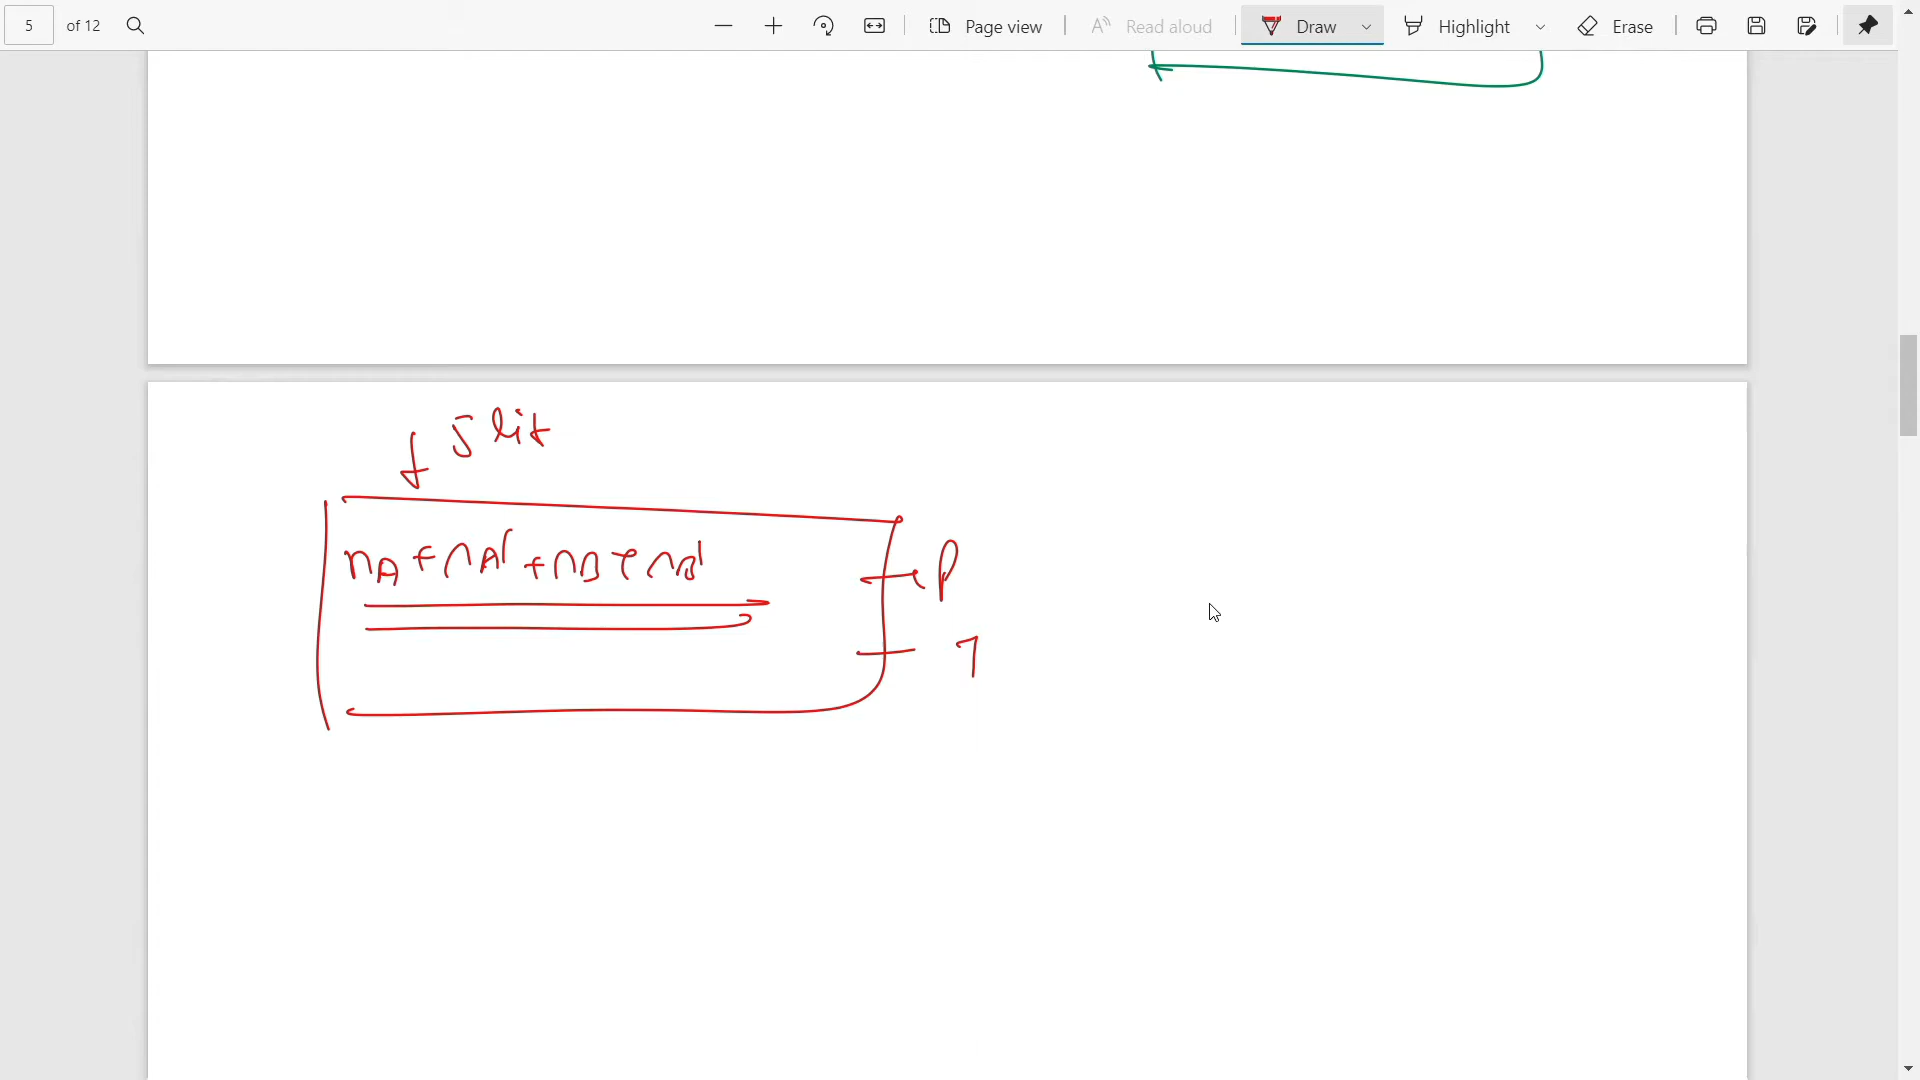 5 of 12 Page view Read aloud Draw Highlight Erase
5 lit
nA + nA' + nB + nB'
P
1